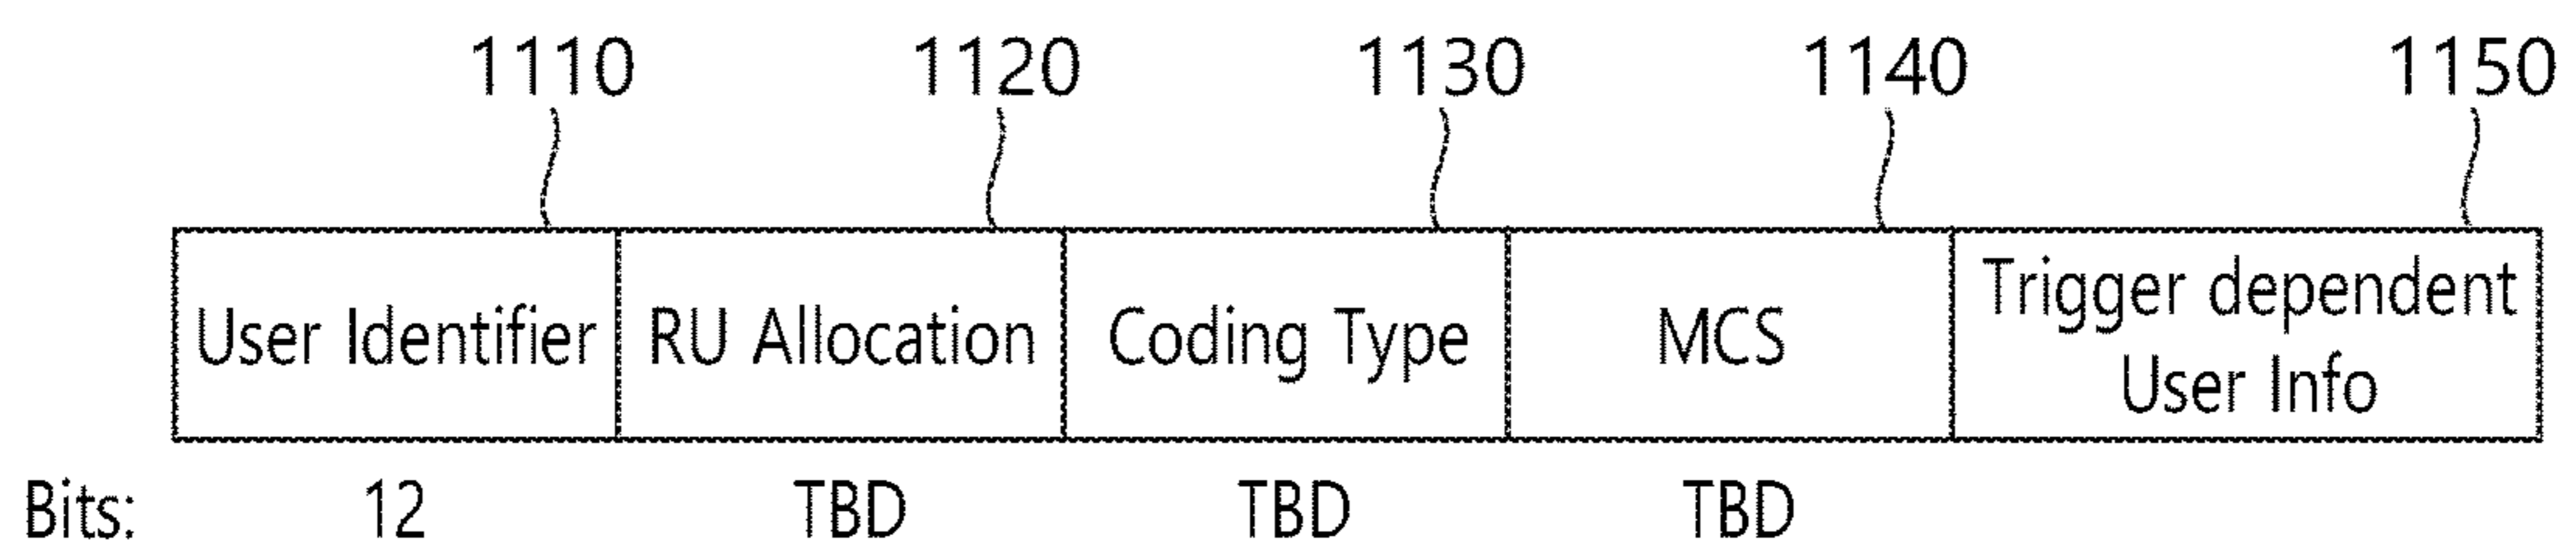 1110 1120 1130 1140 1150
User Identifier RU Allocation Coding Type MCS Trigger dependent User Info
Bits: 12 TBD TBD TBD